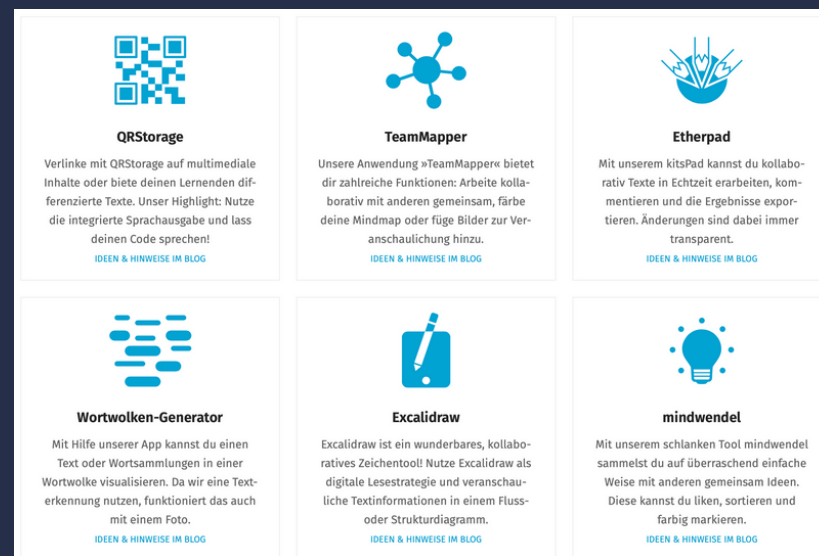 QRStorage
Verlinke mit QRStorage auf multimediale
Inhalte oder biete deinen Lernenden dif-
ferenzierte Texte. Unser Highlight: Nutze
die integrierte Sprachausgabe und lass
deinen Code sprechen!
IDEEN & HINWEISE IM BLOG
TeamMapper
Unsere Anwendung »TeamMapper« bietet
dir zahlreiche Funktionen: Arbeite kolla-
borativ mit anderen gemeinsam, färbe
deine Mindmap oder füge Bilder zur Ver-
anschaulichung hinzu.
IDEEN & HINWEISE IM BLOG
Etherpad
Mit unserem kitsPad kannst du kollabo-
rativ Texte in Echtzeit erarbeiten, kom-
mentieren und die Ergebnisse expor-
tieren. Änderungen sind dabei immer
transparent.
IDEEN & HINWEISE IM BLOG
Wortwolken-Generator
Mit Hilfe unserer App kannst du einen
Text oder Wortsammlungen in einer
Wortwolke visualisieren. Da wir eine Text-
erkennung nutzen, funktioniert das auch
mit einem Foto.
IDEEN & HINWEISE IM BLOG
Excalidraw
Excalidraw ist ein wunderbares, kollabo-
ratives Zeichentool! Nutze Excalidraw als
digitale Lesestrategie und veranschau-
liche Textinformationen in einem Fluss-
oder Strukturdiagramm.
IDEEN & HINWEISE IM BLOG
mindwendel
Mit unserem schlanken Tool mindwendel
sammelst du auf überraschend einfache
Weise mit anderen gemeinsam Ideen.
Diese kannst du liken, sortieren und
farbig markieren.
IDEEN & HINWEISE IM BLOG